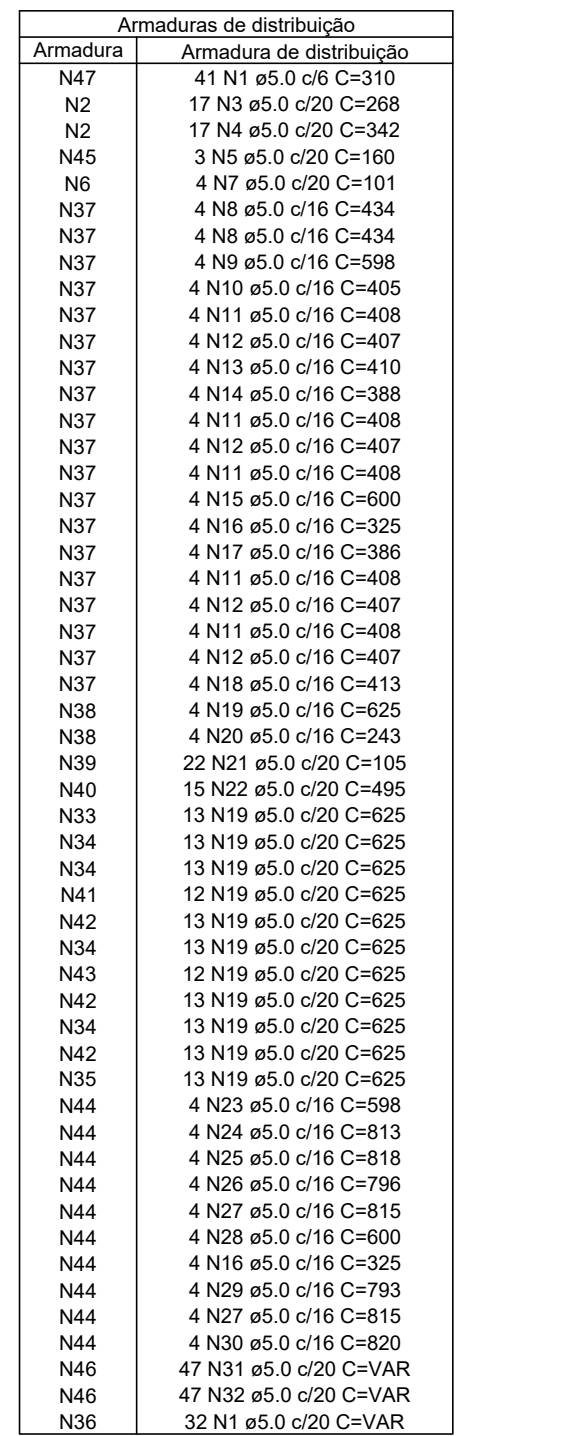 Armaduras de distribuição
Armadura Armadura de distribuição
N47 41 N1 ø5.0 c/6 C=310
N2 17 N3 ø5.0 c/20 C=268
N2 17 N4 ø5.0 c/20 C=342
N45 3 N5 ø5.0 c/20 C=160
N6 4 N7 ø5.0 c/20 C=101
N37 4 N8 ø5.0 c/16 C=434
N37 4 N8 ø5.0 c/16 C=434
N37 4 N9 ø5.0 c/16 C=598
N37 4 N10 ø5.0 c/16 C=405
N37 4 N11 ø5.0 c/16 C=408
N37 4 N12 ø5.0 c/16 C=407
N37 4 N13 ø5.0 c/16 C=410
N37 4 N14 ø5.0 c/16 C=388
N37 4 N11 ø5.0 c/16 C=408
N37 4 N12 ø5.0 c/16 C=407
N37 4 N11 ø5.0 c/16 C=408
N37 4 N15 ø5.0 c/16 C=600
N37 4 N16 ø5.0 c/16 C=325
N37 4 N17 ø5.0 c/16 C=386
N37 4 N11 ø5.0 c/16 C=408
N37 4 N12 ø5.0 c/16 C=407
N37 4 N11 ø5.0 c/16 C=408
N37 4 N12 ø5.0 c/16 C=407
N37 4 N18 ø5.0 c/16 C=413
N38 4 N19 ø5.0 c/16 C=625
N38 4 N20 ø5.0 c/16 C=243
N39 22 N21 ø5.0 c/20 C=105
N40 15 N22 ø5.0 c/20 C=495
N33 13 N19 ø5.0 c/20 C=625
N34 13 N19 ø5.0 c/20 C=625
N34 13 N19 ø5.0 c/20 C=625
N41 12 N19 ø5.0 c/20 C=625
N42 13 N19 ø5.0 c/20 C=625
N34 13 N19 ø5.0 c/20 C=625
N43 12 N19 ø5.0 c/20 C=625
N42 13 N19 ø5.0 c/20 C=625
N34 13 N19 ø5.0 c/20 C=625
N42 13 N19 ø5.0 c/20 C=625
N35 13 N19 ø5.0 c/20 C=625
N44 4 N23 ø5.0 c/16 C=598
N44 4 N24 ø5.0 c/16 C=813
N44 4 N25 ø5.0 c/16 C=818
N44 4 N26 ø5.0 c/16 C=796
N44 4 N27 ø5.0 c/16 C=815
N44 4 N28 ø5.0 c/16 C=600
N44 4 N16 ø5.0 c/16 C=325
N44 4 N29 ø5.0 c/16 C=793
N44 4 N27 ø5.0 c/16 C=815
N44 4 N30 ø5.0 c/16 C=820
N46 47 N31 ø5.0 c/20 C=VAR
N46 47 N32 ø5.0 c/20 C=VAR
N36 32 N1 ø5.0 c/20 C=VAR